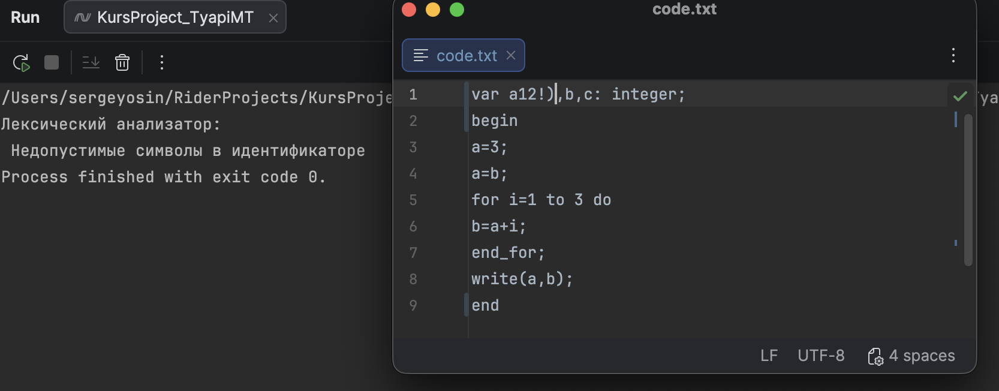 Run
KursProject_TyapiMT
/Users/sergeyosin/RiderProjects/KursProje
Лексический анализатор:
Недопустимые символы в идентификаторе
Process finished with exit code 0.
code.txt
code.txt
1 var a12!),b,c: integer;
2 begin
3 a=3;
4 a=b;
5 for i=1 to 3 do
6 b=a+i;
7 end_for;
8 write(a,b);
9 end
LF UTF-8 4 spaces